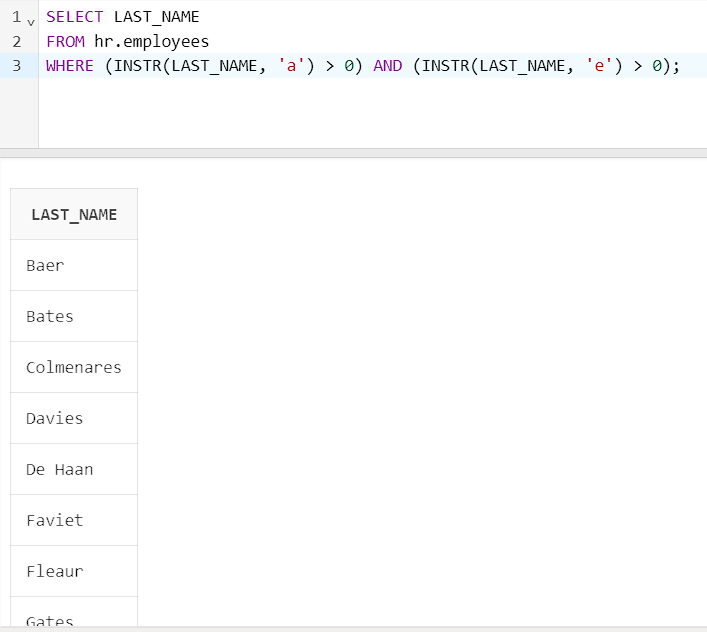 1 SELECT LAST_NAME
2 FROM hr.employees
3 WHERE (INSTR(LAST_NAME, 'a') > 0) AND (INSTR(LAST_NAME, 'e') > 0);
LAST_NAME
Baer
Bates
Colmenares
Davies
De Haan
Faviet
Fleaur
Gates